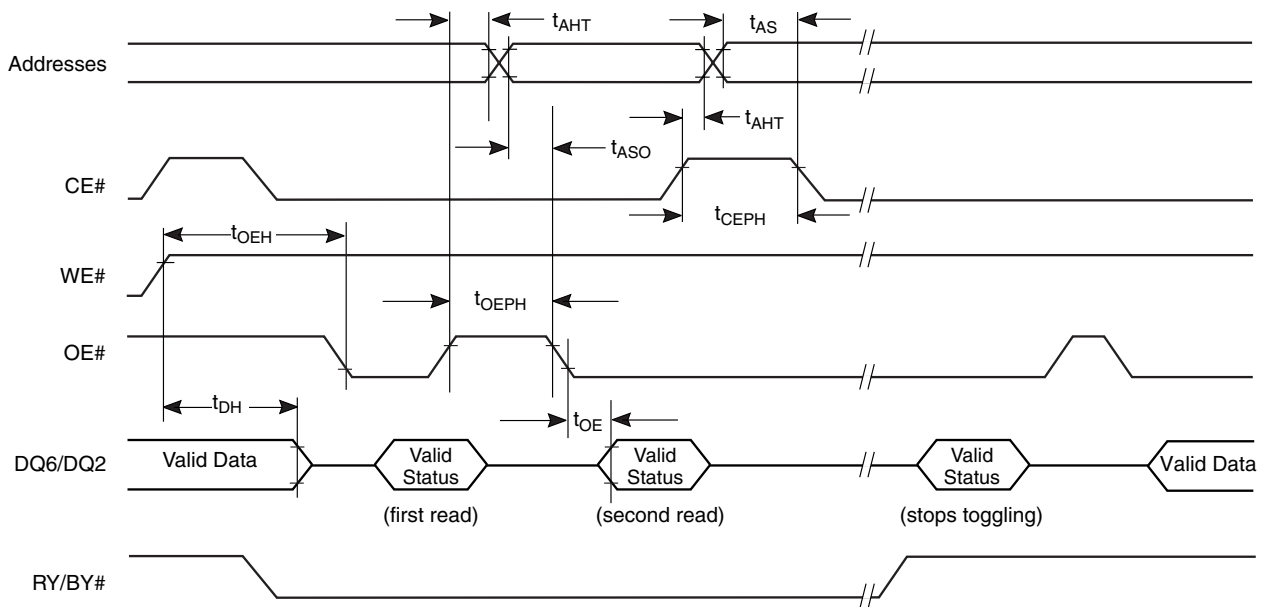 tAHT
tAS
Addresses
tAHT
tASO
CE#
tCEPH
tOEH
WE#
tOEPH
OE#
tDH
tOE
DQ6/DQ2
Valid Data
Valid
Status
Valid
Status
Valid
Status
Valid Data
(first read)
(second read)
(stops toggling)
RY/BY#